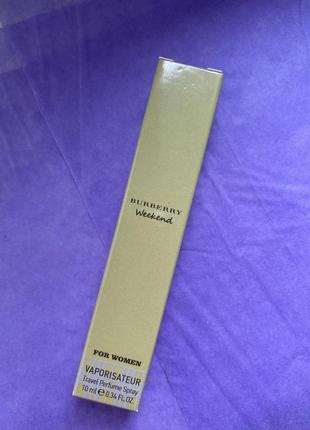 BURBERRY
Weekend
FOR WOMEN
VAPORISATEUR
Travel Perfume Spray
10 ml ℮ 0.34 FL.OZ.